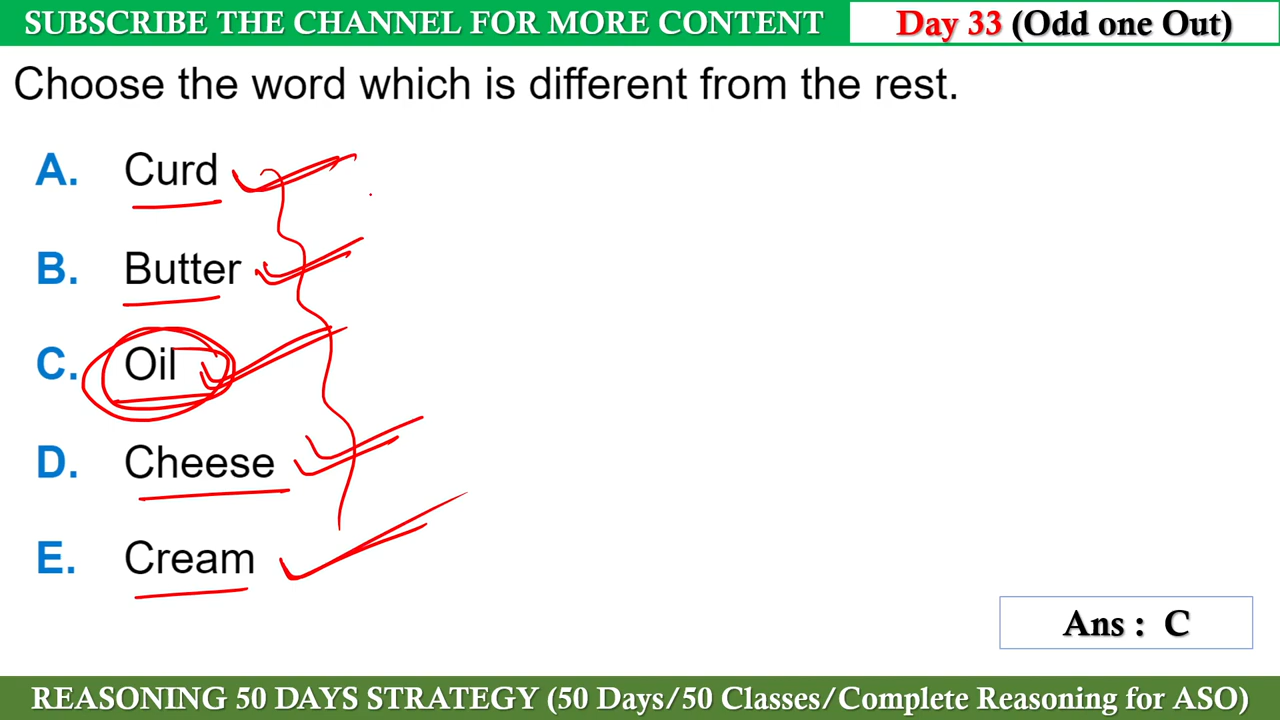 SUBSCRIBE THE CHANNEL FOR MORE CONTENT
Day 33 (Odd one Out)
Choose the word which is different from the rest.
A. Curd
B. Butter
C. Oil
D. Cheese
E. Cream
Ans : C
REASONING 50 DAYS STRATEGY (50 Days/50 Classes/Complete Reasoning for ASO)